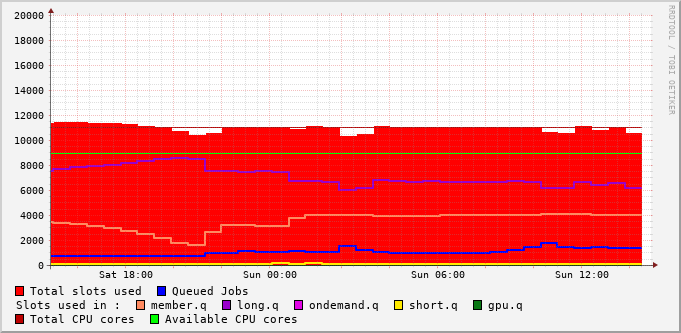 20000
18000
16000
14000
12000
10000
8000
6000
4000
2000
0
Sat 18:00 Sun 00:00 Sun 06:00 Sun 12:00
Total slots used Queued Jobs
Slots used in : member.q long.q ondemand.q short.q gpu.q
Total CPU cores Available CPU cores
RRDTOOL / TOBI OETIKER